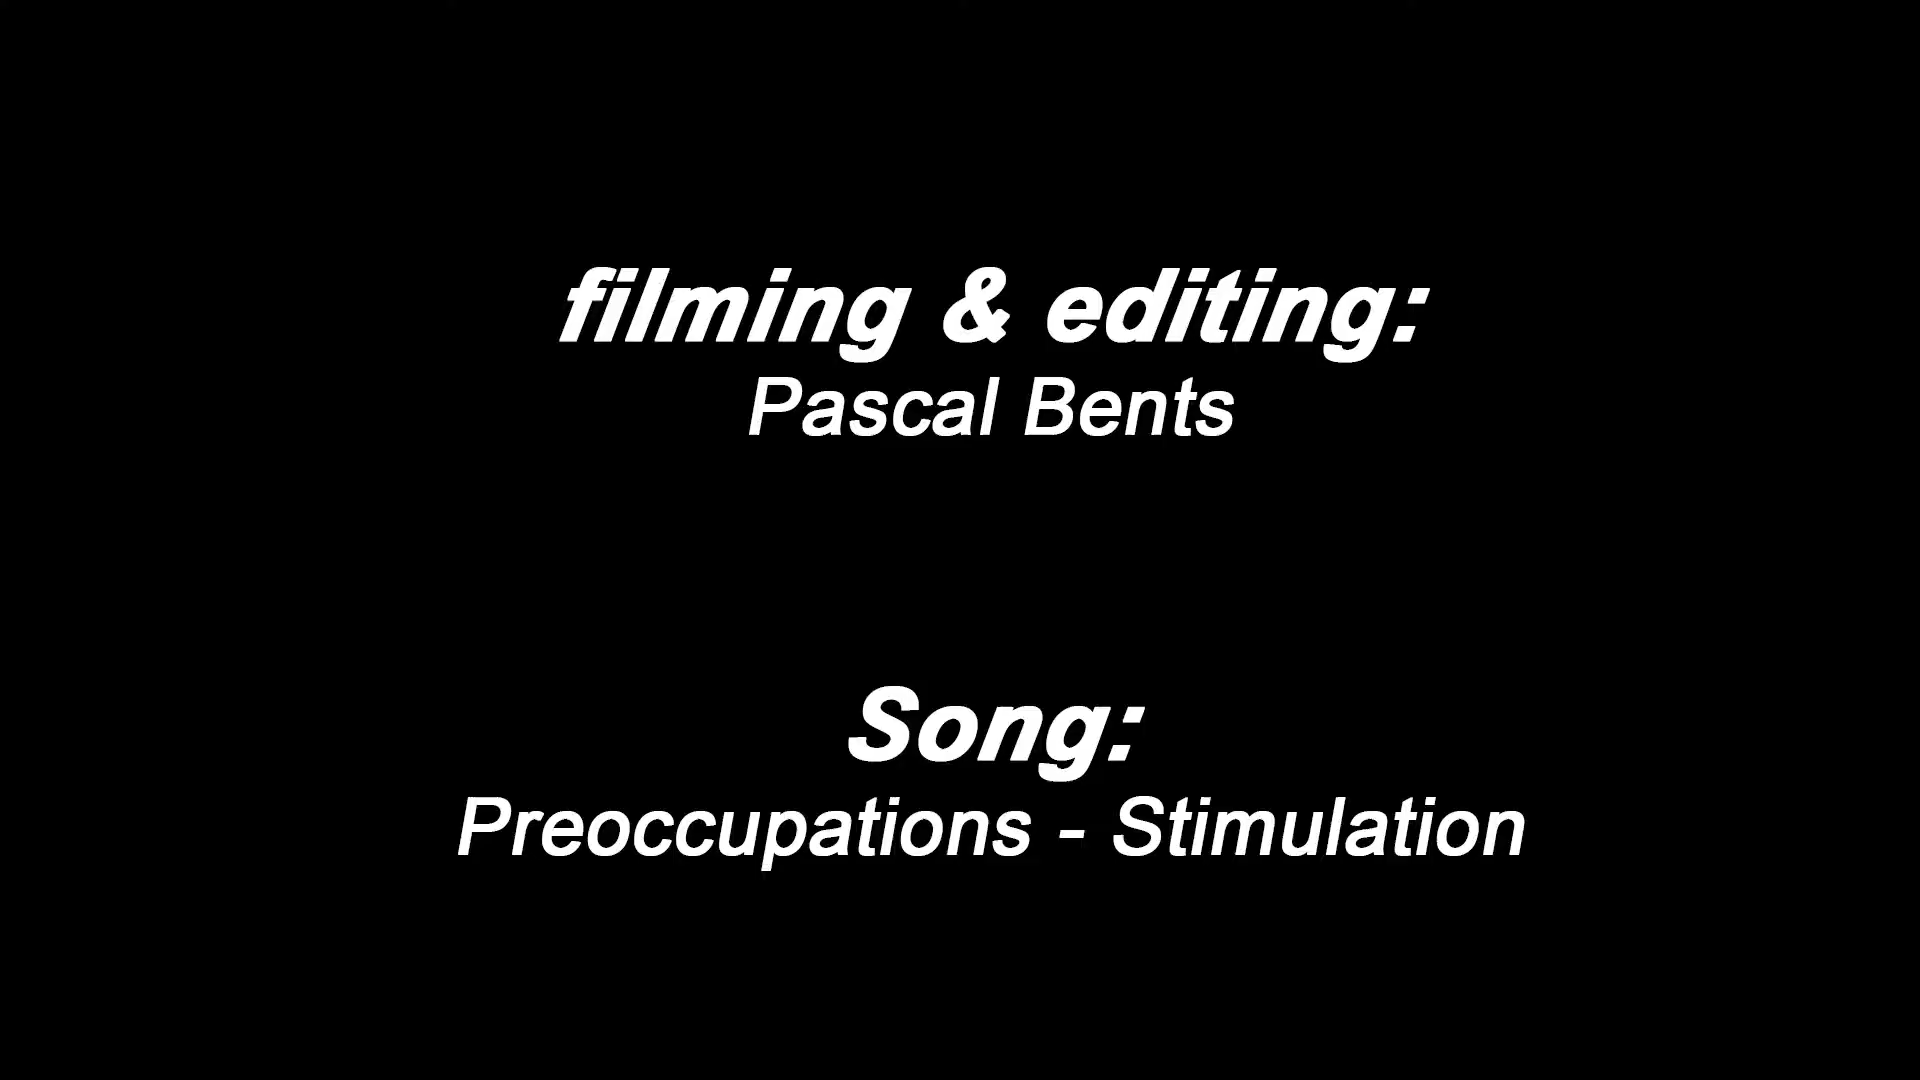 filming & editing:
Pascal Bents
Song:
Preoccupations - Stimulation